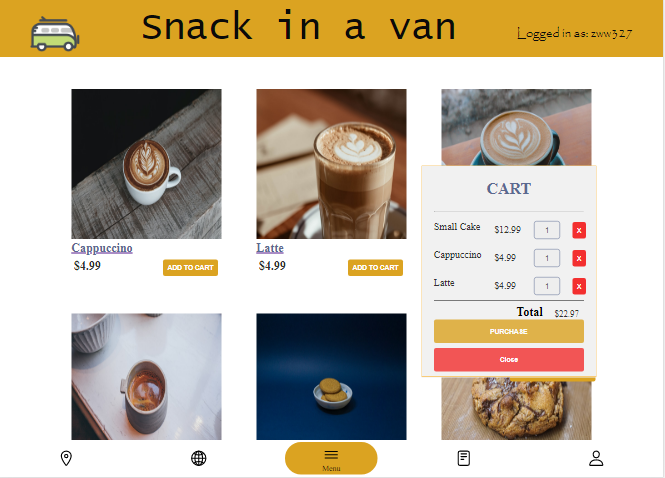 Snack in a van
Logged in as: zww327
Cappuccino
$4.99
ADD TO CART
Latte
$4.99
ADD TO CART
CART
Small Cake $12.99 1 x
Cappuccino $4.99 1 x
Latte $4.99 1 x
Total $22.97
PURCHASE
Close
Menu